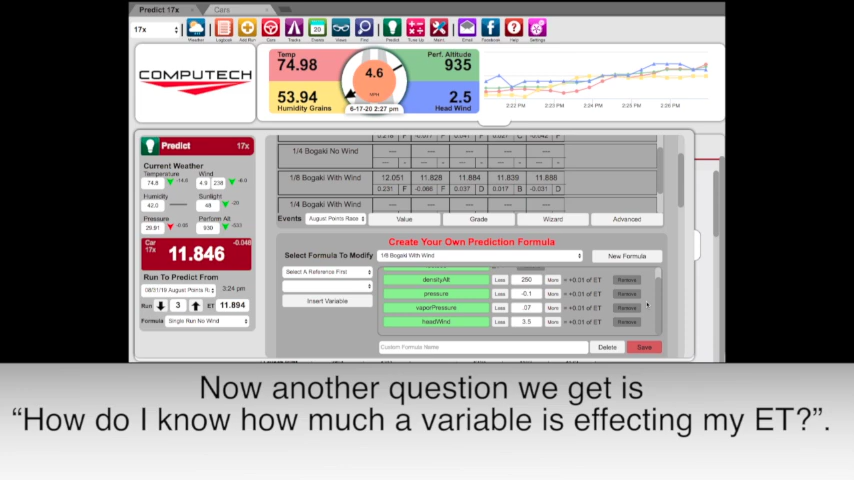 Predict 17x
Cars
17x
Weather
Logbook
Add Run
Cars
Tracks
Events
Views
Find
Predict
Tune Up
Maint.
Email
Facebook
Help
Settings
COMPUTECH
Temp
74.98
53.94
Humidity Grains
4.6
MPH
6-17-20 2:27 pm
Perf. Altitude
935
2.5
Head Wind
2:22 PM 2:23 PM 2:24 PM 2:25 PM 2:26 PM
Predict 17x
Current Weather
Temperature Wind
74.8 -14.6 4.9 238 -6.0
Humidity Sunlight
42.0 48
Pressure Perform Alt
29.91 930
Car
17x
11.846
-0.048
Run To Predict From
08/31/19 August Points R 3:24 pm
Run 3 ET 11.894
Formula Single Run No Wind
1/4 Bogaki No Wind --- --- --- --- ---
--- - --- - --- - --- - --- -
1/8 Bogaki With Wind 12.051 11.828 11.884 11.839 11.888
0.231 F -0.066 F 0.037 D 0.017 B -0.031 D
1/4 Bogaki With Wind --- --- --- --- ---
Events August Points Race Value Grade Wizard Advanced
Create Your Own Prediction Formula
Select Formula To Modify 1/8 Bogaki With Wind New Formula
Select A Reference First
Insert Variable
densityAlt Less 250 More = +0.01 of ET Remove
pressure Less -0.1 More = +0.01 of ET Remove
vaporPressure Less .07 More = +0.01 of ET Remove
headWind Less 3.5 More = +0.01 of ET Remove
Custom Formula Name Delete Save
Now another question we get is
“How do I know how much a variable is effecting my ET?”.